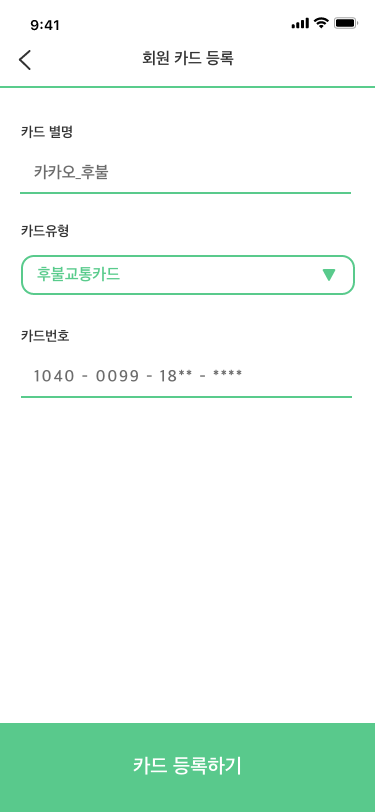 9:41
회원 카드 등록
카드 별명
카카오_후불
카드유형
후불교통카드
카드번호
1040 - 0099 - 18** - ****
카드 등록하기